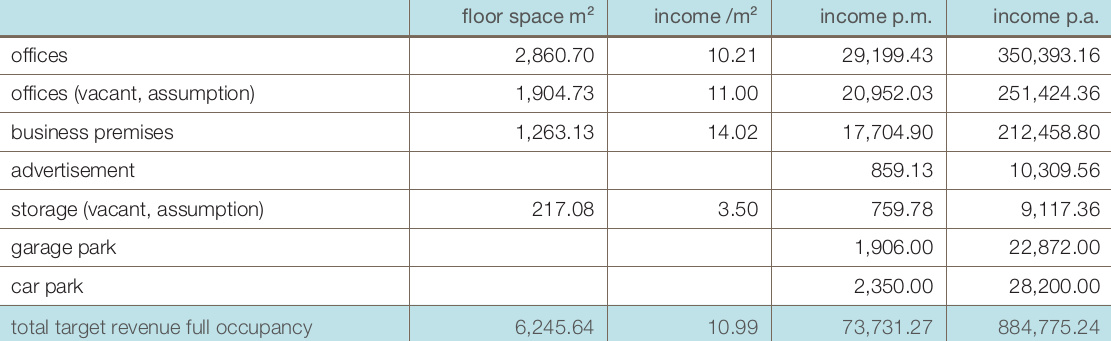 floor space m² income /m² income p.m. income p.a.
offices 2,860.70 10.21 29,199.43 350,393.16
offices (vacant, assumption) 1,904.73 11.00 20,952.03 251,424.36
business premises 1,263.13 14.02 17,704.90 212,458.80
advertisement 859.13 10,309.56
storage (vacant, assumption) 217.08 3.50 759.78 9,117.36
garage park 1,906.00 22,872.00
car park 2,350.00 28,200.00
total target revenue full occupancy 6,245.64 10.99 73,731.27 884,775.24